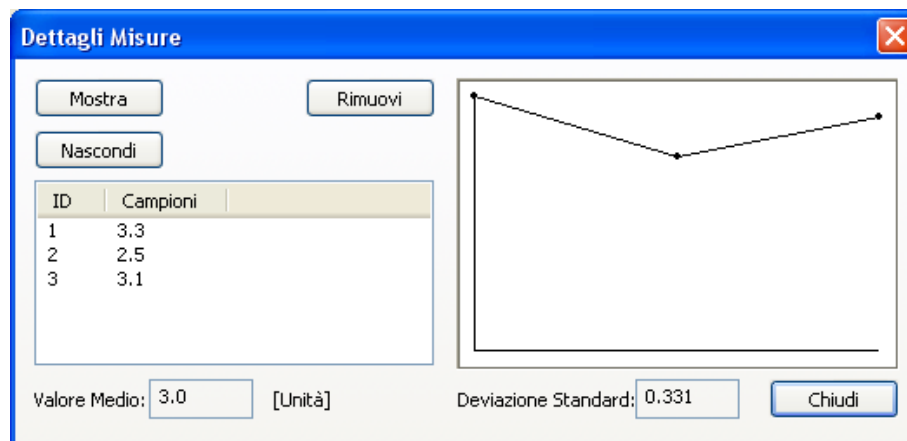 Dettagli Misure
Mostra
Rimuovi
Nascondi
ID Campioni
1 3.3
2 2.5
3 3.1
Valore Medio: 3.0 [Unità] Deviazione Standard: 0.331 Chiudi